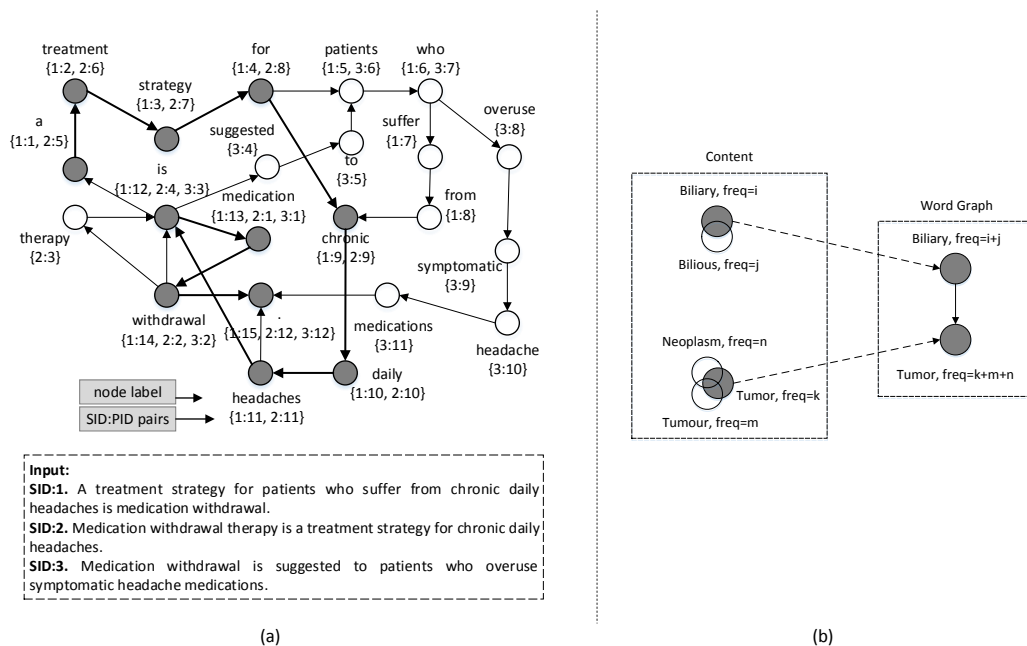 treatment
{1:2, 2:6}
for
{1:4, 2:8}
patients
{1:5, 3:6}
who
{1:6, 3:7}
strategy
{1:3, 2:7}
overuse
{3:8}
a
{1:1, 2:5}
suggested
{3:4}
suffer
{1:7}
to
{3:5}
is
{1:12, 2:4, 3:3}
medication
{1:13, 2:1, 3:1}
from
{1:8}
therapy
{2:3}
chronic
{1:9, 2:9}
symptomatic
{3:9}
withdrawal
{1:14, 2:2, 3:2}
.
{1:15, 2:12, 3:12}
medications
{3:11}
headache
{3:10}
daily
{1:10, 2:10}
headaches
{1:11, 2:11}
node label
SID:PID pairs
Input:
SID:1. A treatment strategy for patients who suffer from chronic daily
headaches is medication withdrawal.
SID:2. Medication withdrawal therapy is a treatment strategy for chronic daily
headaches.
SID:3. Medication withdrawal is suggested to patients who overuse
symptomatic headache medications.
(a)
Content
Biliary, freq=i
Bilious, freq=j
Neoplasm, freq=n
Tumor, freq=k
Tumour, freq=m
Word Graph
Biliary, freq=i+j
Tumor, freq=k+m+n
(b)